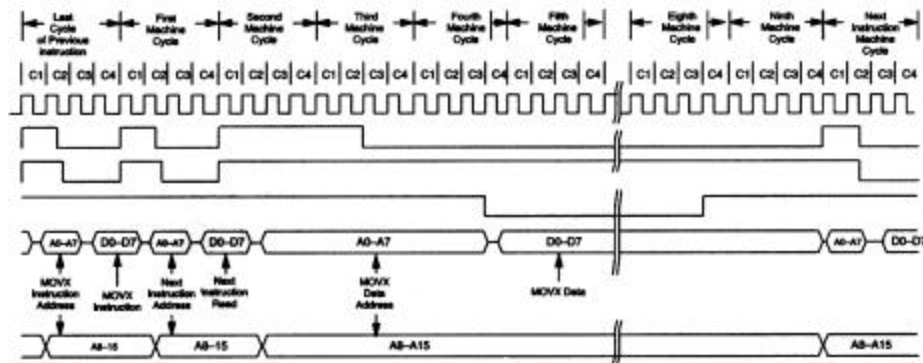 Last Cycle of Previous Instruction
First Machine Cycle
Second Machine Cycle
Third Machine Cycle
Fourth Machine Cycle
Fifth Machine Cycle
Eighth Machine Cycle
Ninth Machine Cycle
Next Instruction Machine Cycle
C1 C2 C3 C4 C1 C2 C3 C4 C1 C2 C3 C4 C1 C2 C3 C4 C1 C2 C3 C4 C1 C2 C3 C4 C1 C2 C3 C4 C1 C2 C3 C4 C1 C2 C3 C4
A0–A7 D0–D7 A0–A7 D0–D7 A0–A7 D0–D7 A0–A7 D0–D7
MOVX Instruction Address
MOVX Instruction
Next Instruction Address
Next Instruction Read
MOVX Data Address
MOVX Data
A8–15 A8–15 A8–A15 A8–A15